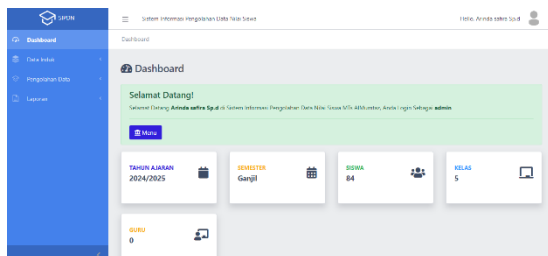 SIPON
Sistem Informasi Pengolahan Data Nilai Siswa
Hello, Arinda safira Sp.d
Dashboard
Data Induk
Pengolahan Data
Laporan
Dashboard
Dashboard
Selamat Datang!
Selamat Datang Arinda safira Sp.d di Sistem Informasi Pengolahan Data Nilai Siswa MTs AlMuantar, Anda Login Sebagai admin
Menu
TAHUN AJARAN
2024/2025
SEMESTER
Ganjil
SISWA
84
KELAS
5
GURU
0